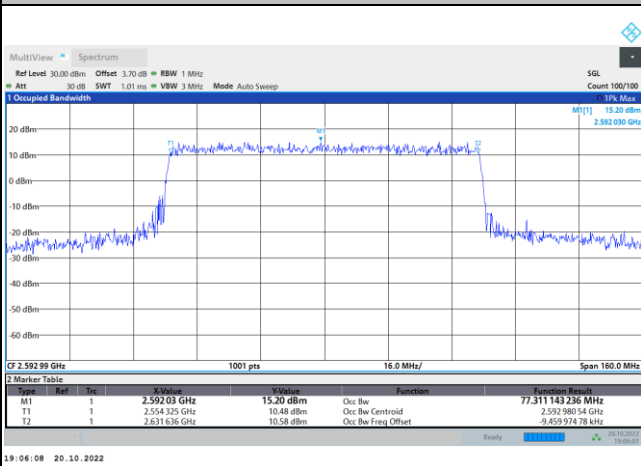 MultiView Spectrum
Ref Level 30.00 dBm Offset 3.70 dB RBW 1 MHz SGL
Att 30 dB SWT 1.01 ms VBW 3 MHz Mode Auto Sweep Count 100/100
1 Occupied Bandwidth 1Pk Max
M1[1] 15.20 dBm
2.592 030 GHz
20 dBm
M1
T1 T2
10 dBm
0 dBm
-10 dBm
-20 dBm
-30 dBm
-40 dBm
-50 dBm
-60 dBm
CF 2.592 99 GHz 1001 pts 16.0 MHz/ Span 160.0 MHz
2 Marker Table
Type Ref Trc X-Value Y-Value Function Function Result
M1 1 2.592 03 GHz 15.20 dBm Occ Bw 77.311 143 236 MHz
T1 1 2.554 325 GHz 10.48 dBm Occ Bw Centroid 2.592 980 54 GHz
T2 1 2.631 636 GHz 10.58 dBm Occ Bw Freq Offset -9.459 974 78 kHz
Ready 20.10.2022
19:06:07
19:06:08 20.10.2022